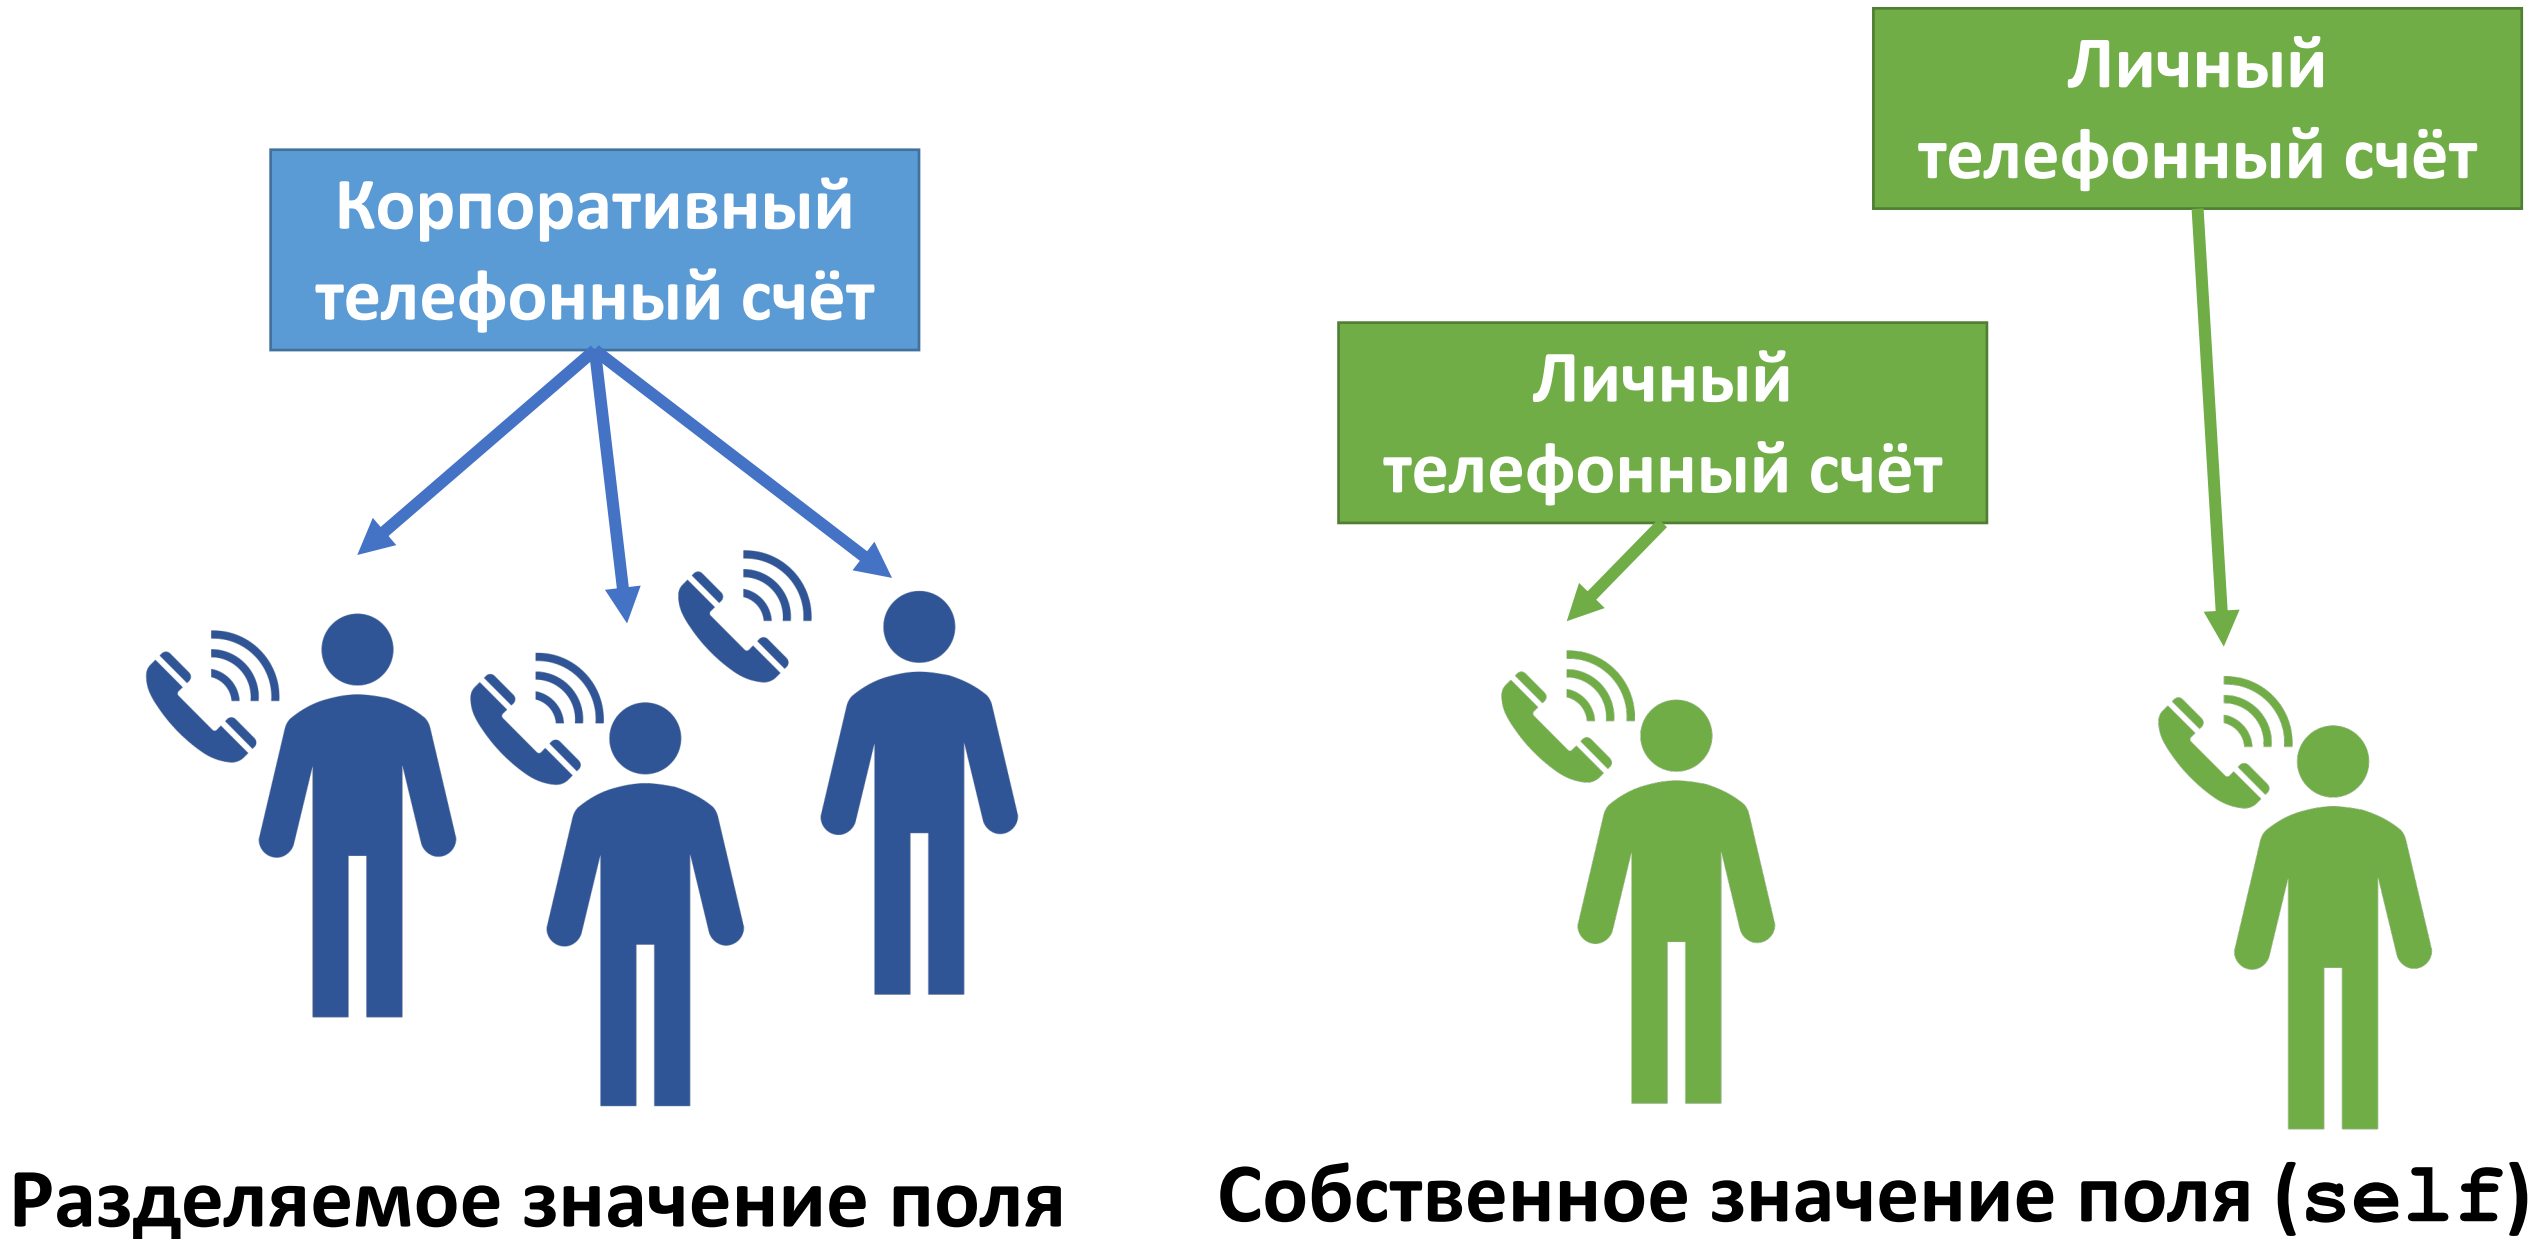 Корпоративный
телефонный счёт
Личный
телефонный счёт
Личный
телефонный счёт
Разделяемое значение поля
Собственное значение поля (self)